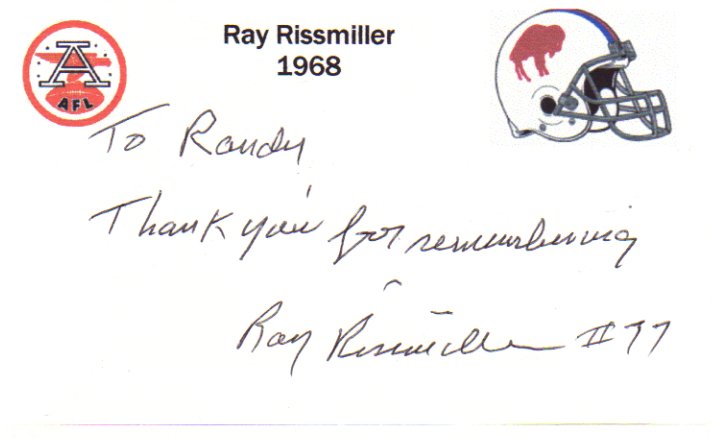 Ray Rissmiller
1968
A
AFL
To Randy
Thank you for remembering
Ray Rissmiller #77